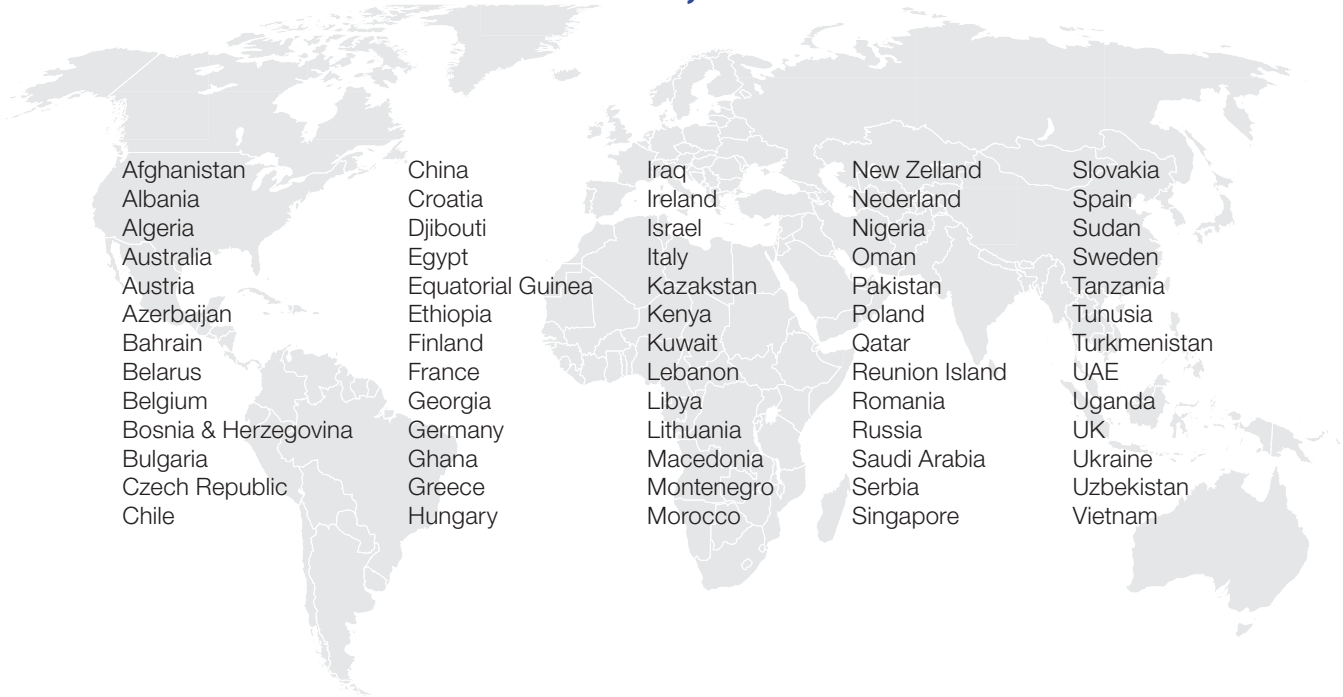 Afghanistan
Albania
Algeria
Australia
Austria
Azerbaijan
Bahrain
Belarus
Belgium
Bosnia & Herzegovina
Bulgaria
Czech Republic
Chile
China
Croatia
Djibouti
Egypt
Equatorial Guinea
Ethiopia
Finland
France
Georgia
Germany
Ghana
Greece
Hungary
Iraq
Ireland
Israel
Italy
Kazakstan
Kenya
Kuwait
Lebanon
Libya
Lithuania
Macedonia
Montenegro
Morocco
New Zelland
Nederland
Nigeria
Oman
Pakistan
Poland
Qatar
Reunion Island
Romania
Russia
Saudi Arabia
Serbia
Singapore
Slovakia
Spain
Sudan
Sweden
Tanzania
Tunusia
Turkmenistan
UAE
Uganda
UK
Ukraine
Uzbekistan
Vietnam